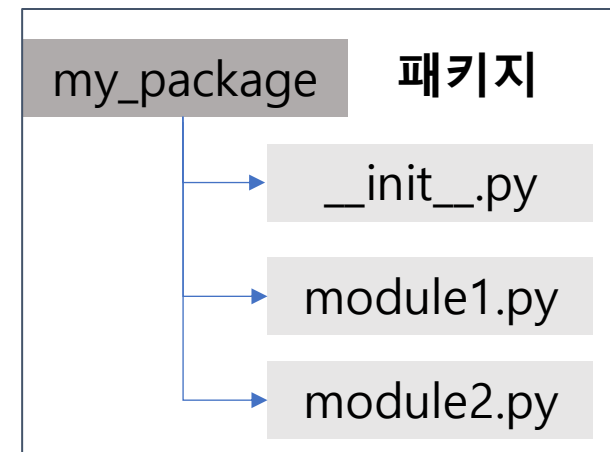 my_package 패키지
__init__.py
module1.py
module2.py